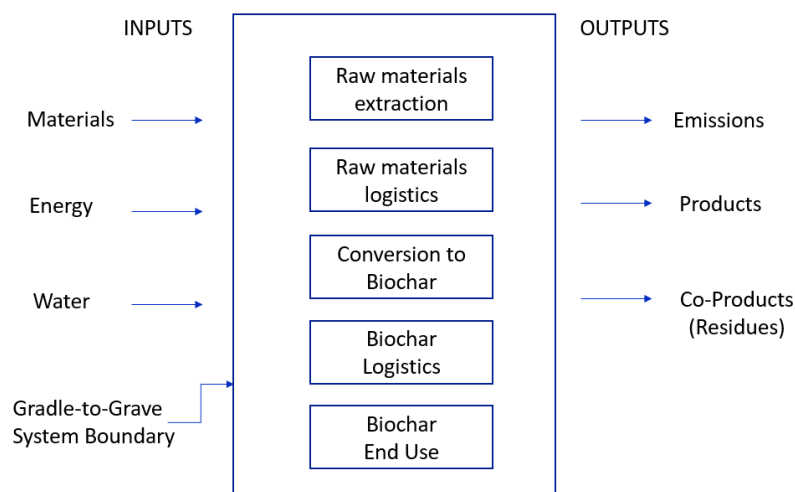 INPUTS
OUTPUTS
Raw materials
extraction
Materials
Emissions
Raw materials
logistics
Energy
Products
Conversion to
Biochar
Water
Co-Products
(Residues)
Biochar
Logistics
Gradle-to-Grave
System Boundary
Biochar
End Use